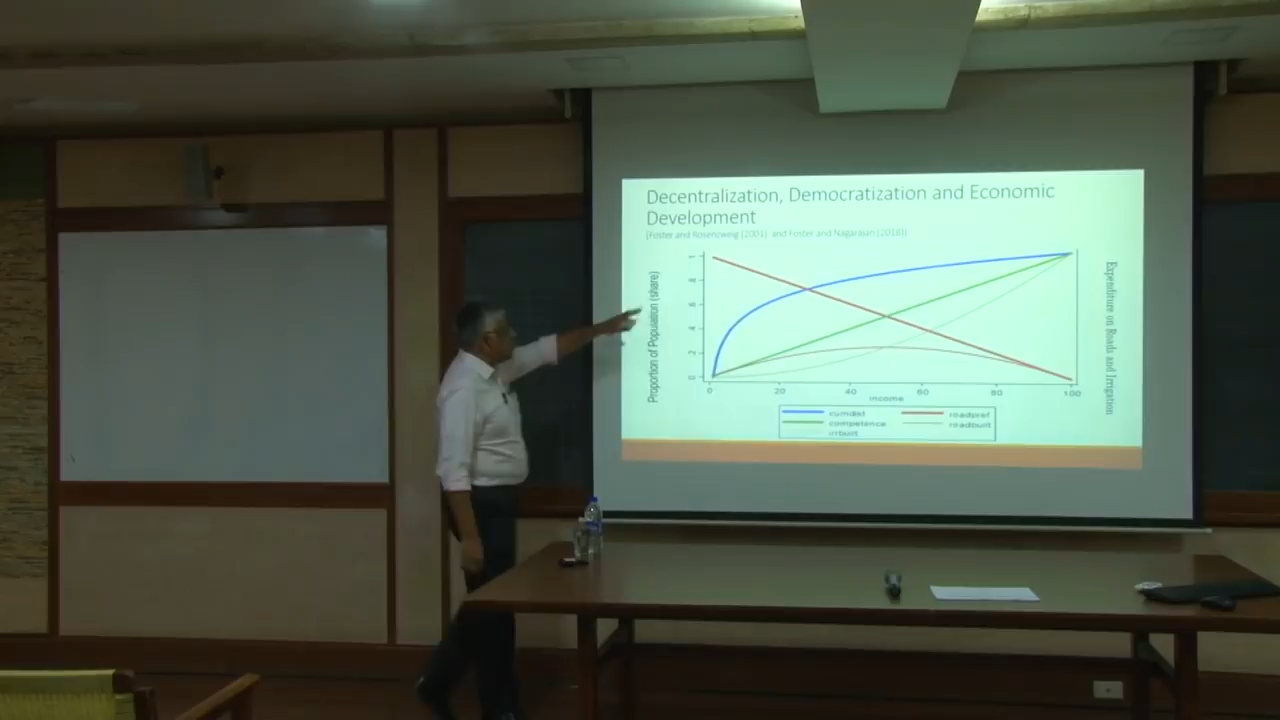 Decentralization, Democratization and Economic
Development
(Foster and Rosenzweig (2001) and Foster and Nagarajan (2018))
Proportion of Population (share)
1
.8
.6
.4
.2
0
0 20 40 60 80 100
income
Expenditure on Roads and Irrigation
cumdist roadpref
competence roadbuilt
irrbuilt